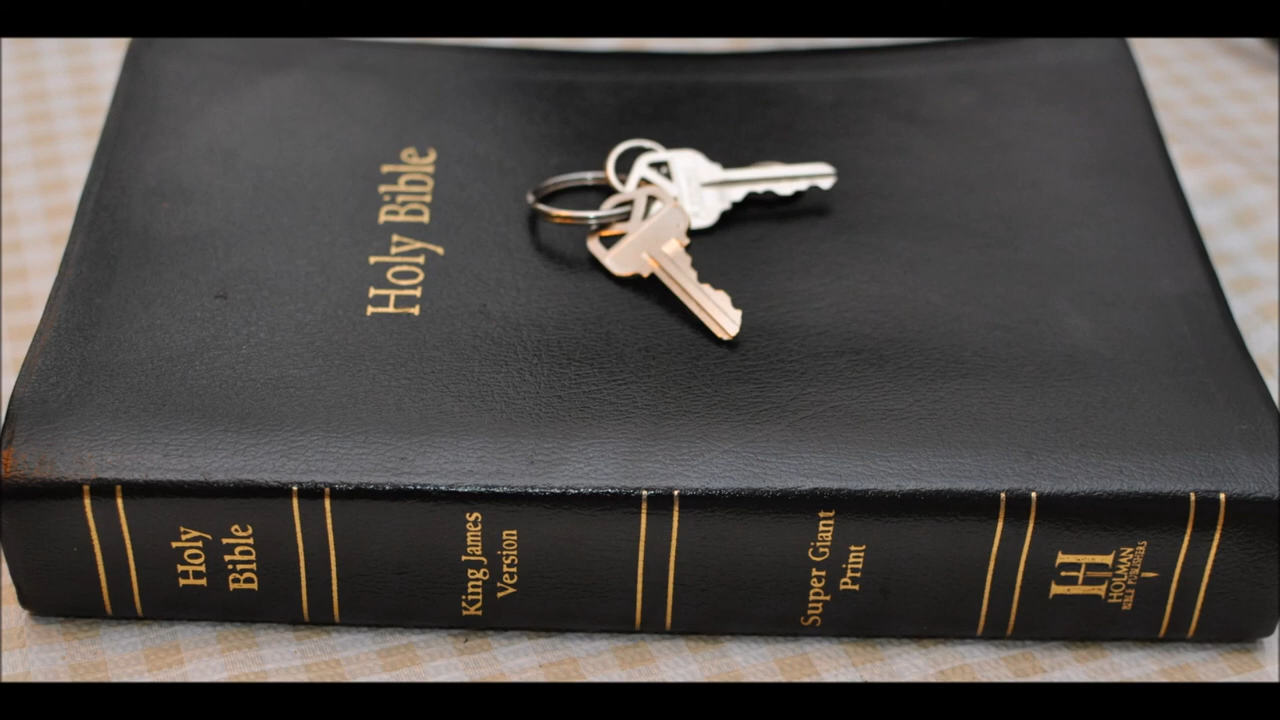 Holy Bible
Holy
Bible
King James
Version
Super Giant
Print
HOLMAN
BIBLE PUBLISHERS